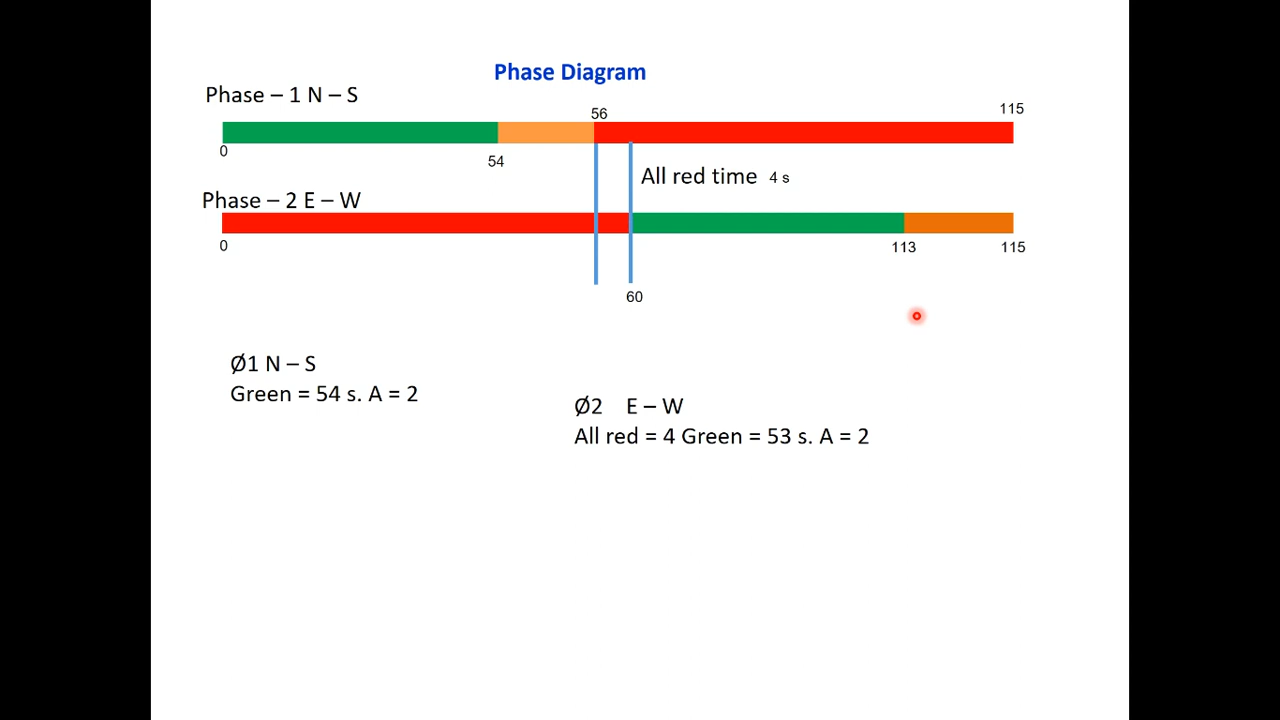 Phase Diagram
Phase – 1 N – S
56
115
0
54
All red time 4 s
Phase – 2 E – W
0
113
115
60
Ø1 N – S
Green = 54 s. A = 2
Ø2 E – W
All red = 4 Green = 53 s. A = 2